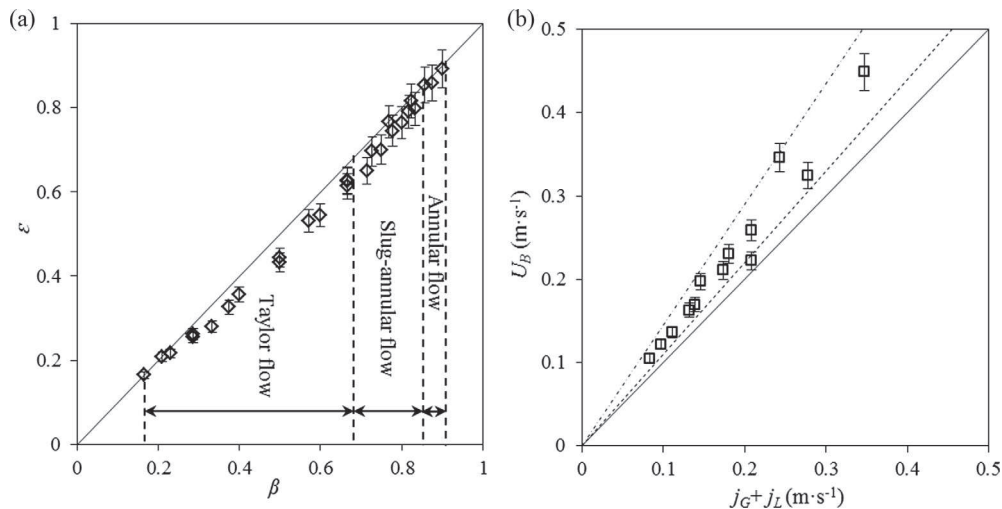 (a)
1
0.8
0.6
0.4
0.2
0
0
0.2
0.4
0.6
0.8
1
ε
β
Taylor flow
Slug-annular flow
Annular flow
(b)
0.5
0.4
0.3
0.2
0.1
0
0
0.1
0.2
0.3
0.4
0.5
U_B (m·s⁻¹)
j_G+j_L (m·s⁻¹)